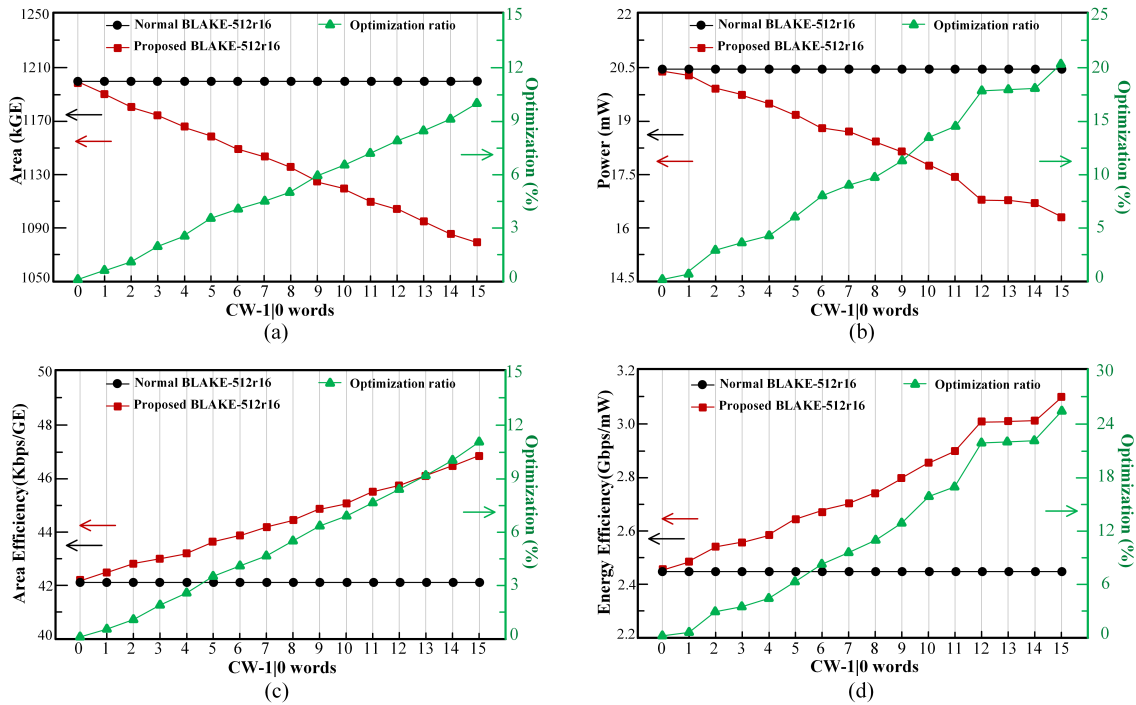 1250
1210
1170
1130
1090
1050
Area (kGE)
Normal BLAKE-512r16
Proposed BLAKE-512r16
Optimization ratio
15
12
9
6
3
0
Optimization (%)
0 1 2 3 4 5 6 7 8 9 10 11 12 13 14 15
CW-1|0 words
(a)
22
20.5
19
17.5
16
14.5
Power (mW)
Normal BLAKE-512r16
Proposed BLAKE-512r16
Optimization ratio
25
20
15
10
5
0
Optimization (%)
0 1 2 3 4 5 6 7 8 9 10 11 12 13 14 15
CW-1|0 words
(b)
50
48
46
44
42
40
Area Efficiency(Kbps/GE)
Normal BLAKE-512r16
Proposed BLAKE-512r16
Optimization ratio
15
12
9
6
3
0
Optimization (%)
0 1 2 3 4 5 6 7 8 9 10 11 12 13 14 15
CW-1|0 words
(c)
3.2
3.0
2.8
2.6
2.4
2.2
Energy Efficiency(Gbps/mW)
Normal BLAKE-512r16
Proposed BLAKE-512r16
Optimization ratio
30
24
18
12
6
0
Optimization (%)
0 1 2 3 4 5 6 7 8 9 10 11 12 13 14 15
CW-1|0 words
(d)